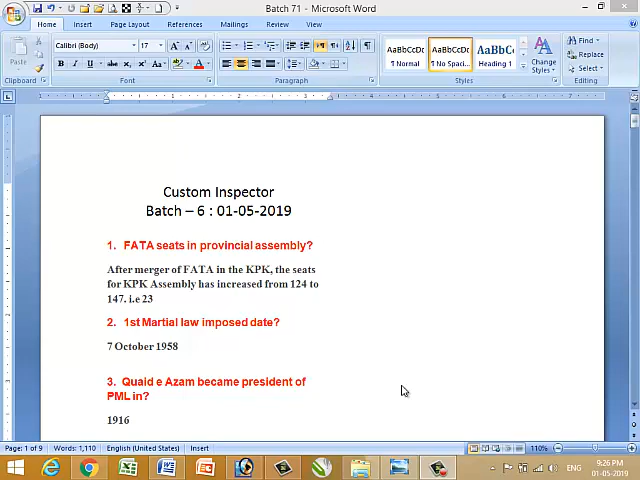 Batch 71 - Microsoft Word
Home Insert Page Layout References Mailings Review View
Paste Calibri (Body) 17 AaBbCcDc AaBbCcDc AaBbCc Change Styles Find Replace Select
¶ Normal ¶ No Spaci... Heading 1
Clipboard Font Paragraph Styles Editing
Custom Inspector
Batch – 6 : 01-05-2019
1. FATA seats in provincial assembly?
After merger of FATA in the KPK, the seats
for KPK Assembly has increased from 124 to
147. i.e 23
2. 1st Martial law imposed date?
7 October 1958
3. Quaid e Azam became president of
PML in?
1916
Page: 1 of 9 Words: 1,110 English (United States) Insert 110%
ENG 9:26 PM
01-05-2019